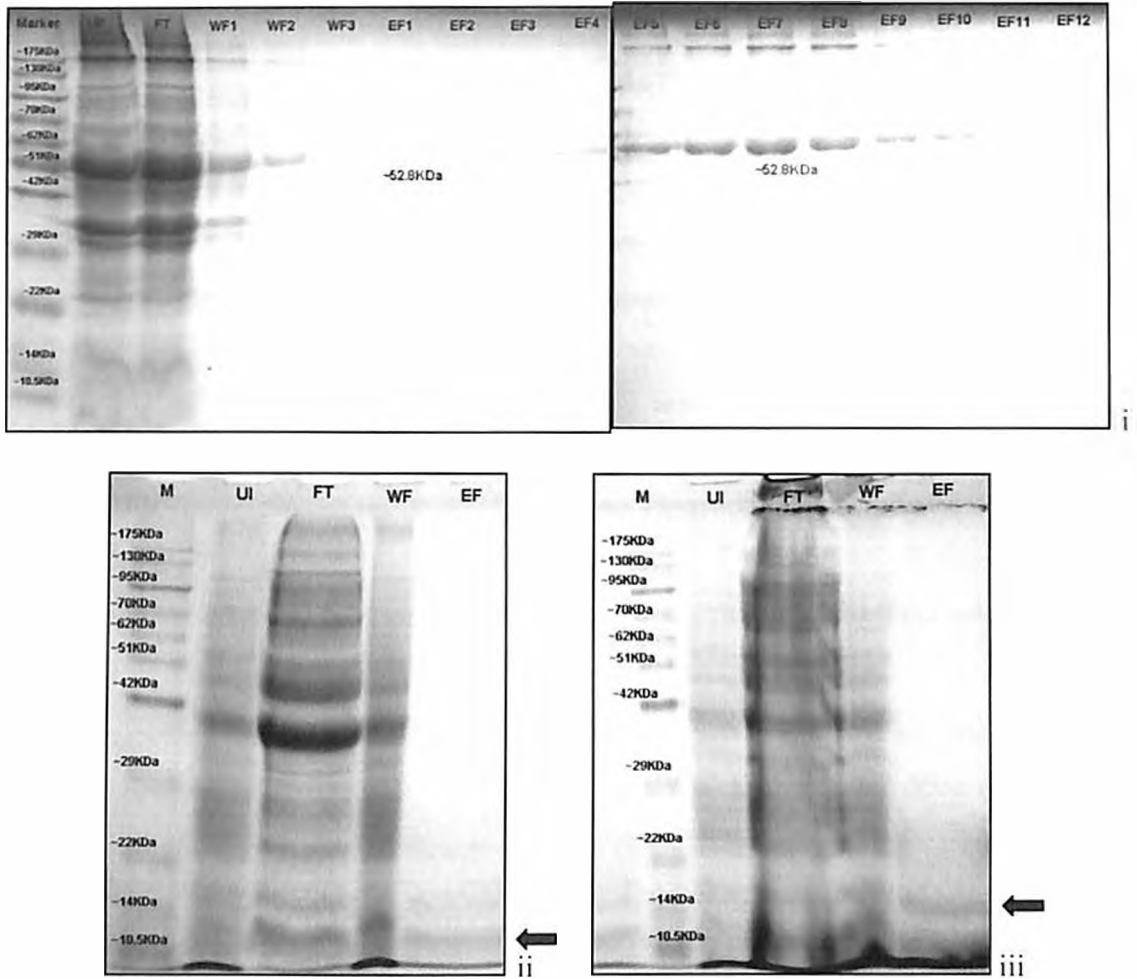 Marker UI FT WF1 WF2 WF3 EF1 EF2 EF3 EF4
~175KDa
~130KDa
~95KDa
~70KDa
~62KDa
~51KDa
~42KDa
~29KDa
~22KDa
~14KDa
~10.5KDa
~52.8KDa
EF5 EF6 EF7 EF8 EF9 EF10 EF11 EF12
~52.8KDa
i
M UI FT WF EF
~175KDa
~130KDa
~95KDa
~70KDa
~62KDa
~51KDa
~42KDa
~29KDa
~22KDa
~14KDa
~10.5KDa
ii
M UI FT WF EF
~175KDa
~130KDa
~95KDa
~70KDa
~62KDa
~51KDa
~42KDa
~29KDa
~22KDa
~14KDa
~10.5KDa
iii